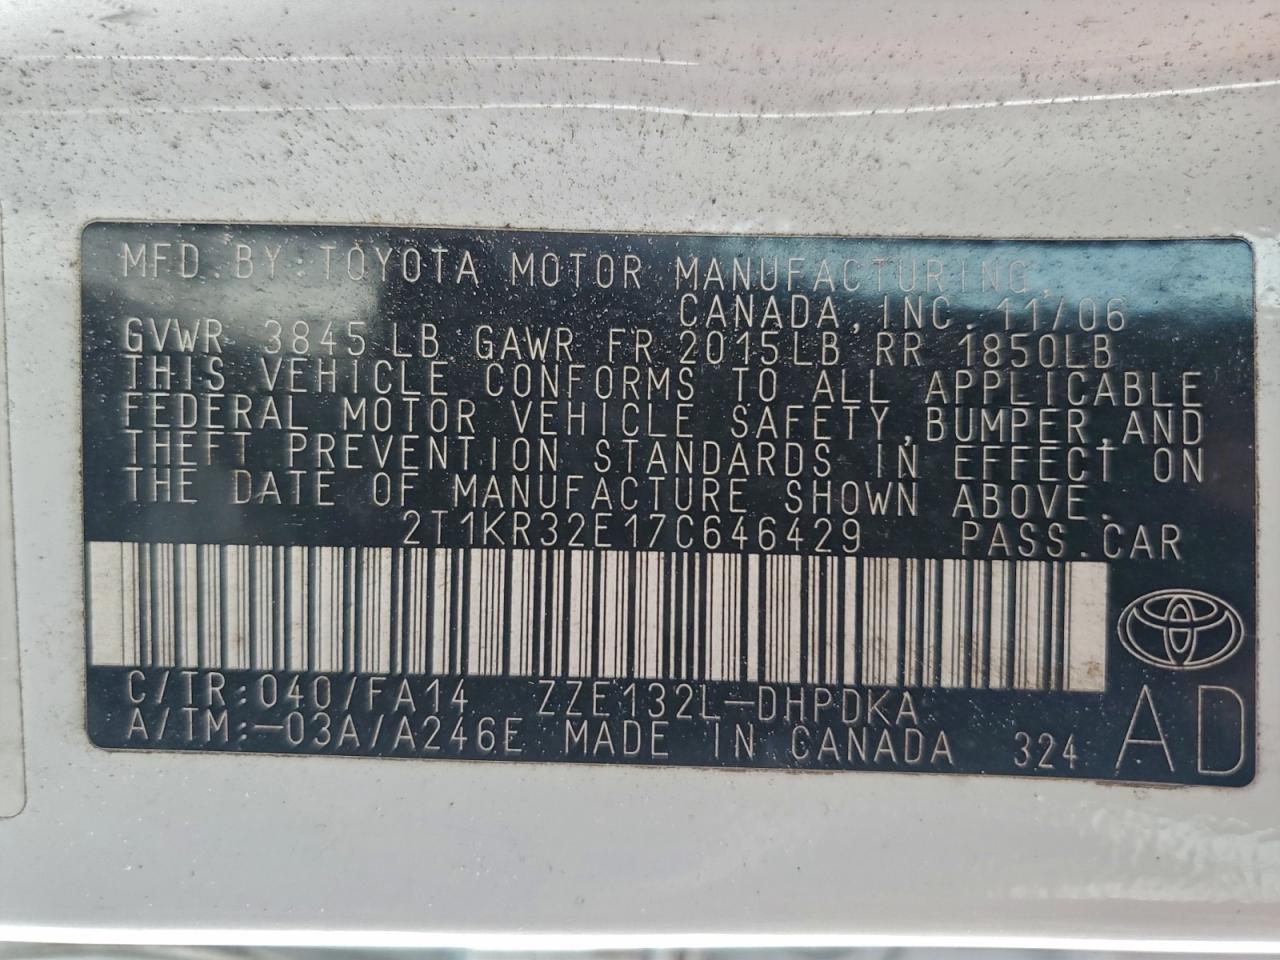 MFD.BY:TOYOTA MOTOR MANUFACTURING,
CANADA,INC. 11/06
GVWR 3845LB GAWR FR 2015LB RR 1850LB
THIS VEHICLE CONFORMS TO ALL APPLICABLE
FEDERAL MOTOR VEHICLE SAFETY,BUMPER,AND
THEFT PREVENTION STANDARDS IN EFFECT ON
THE DATE OF MANUFACTURE SHOWN ABOVE.
2T1KR32E17C646429 PASS.CAR
C/TR:040/FA14 ZZE132L-DHPDKA
A/TM:-03A/A246E MADE IN CANADA 324 AD